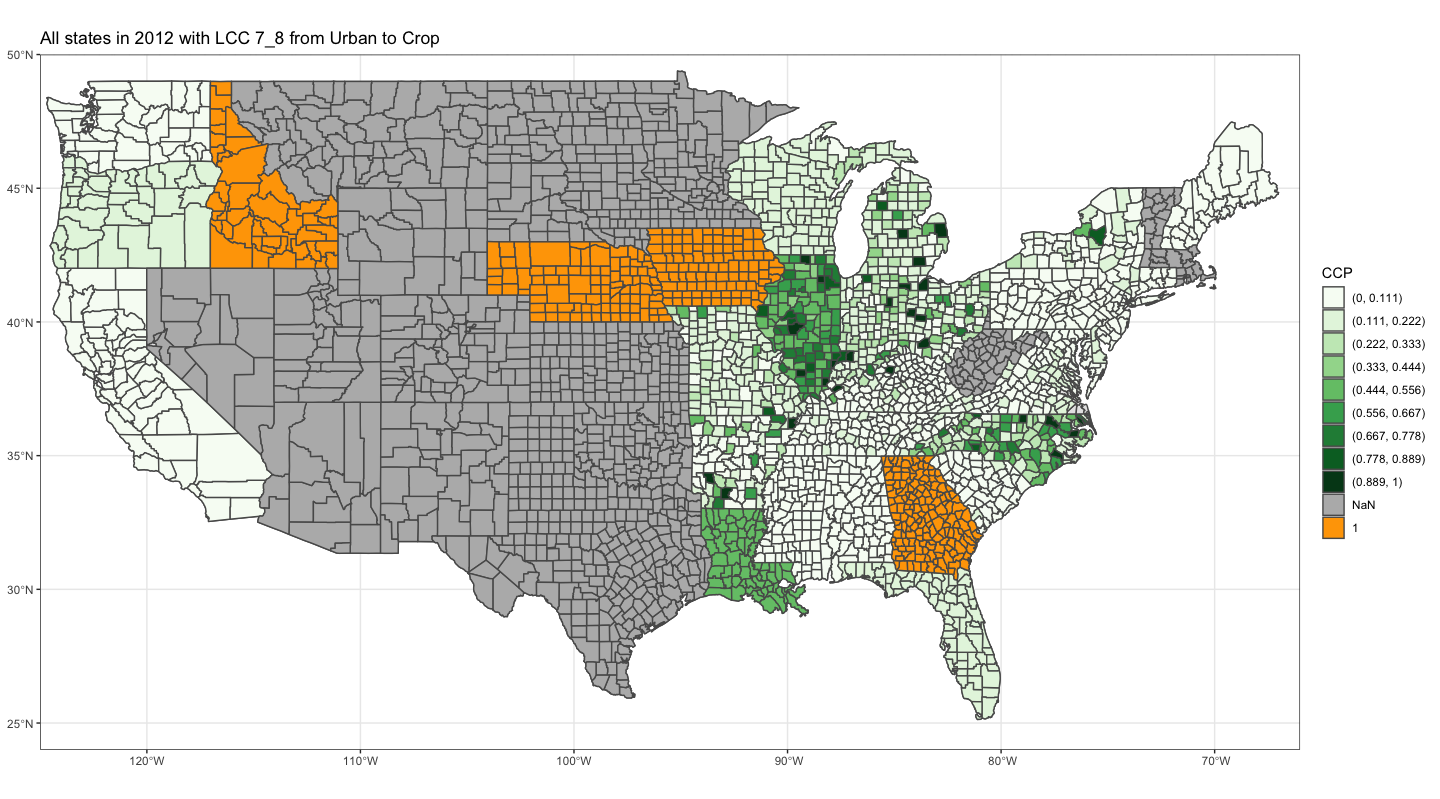 All states in 2012 with LCC 7_8 from Urban to Crop
50°N
45°N
40°N
35°N
30°N
25°N
120°W
110°W
100°W
90°W
80°W
70°W
CCP
(0, 0.111)
(0.111, 0.222)
(0.222, 0.333)
(0.333, 0.444)
(0.444, 0.556)
(0.556, 0.667)
(0.667, 0.778)
(0.778, 0.889)
(0.889, 1)
NaN
1